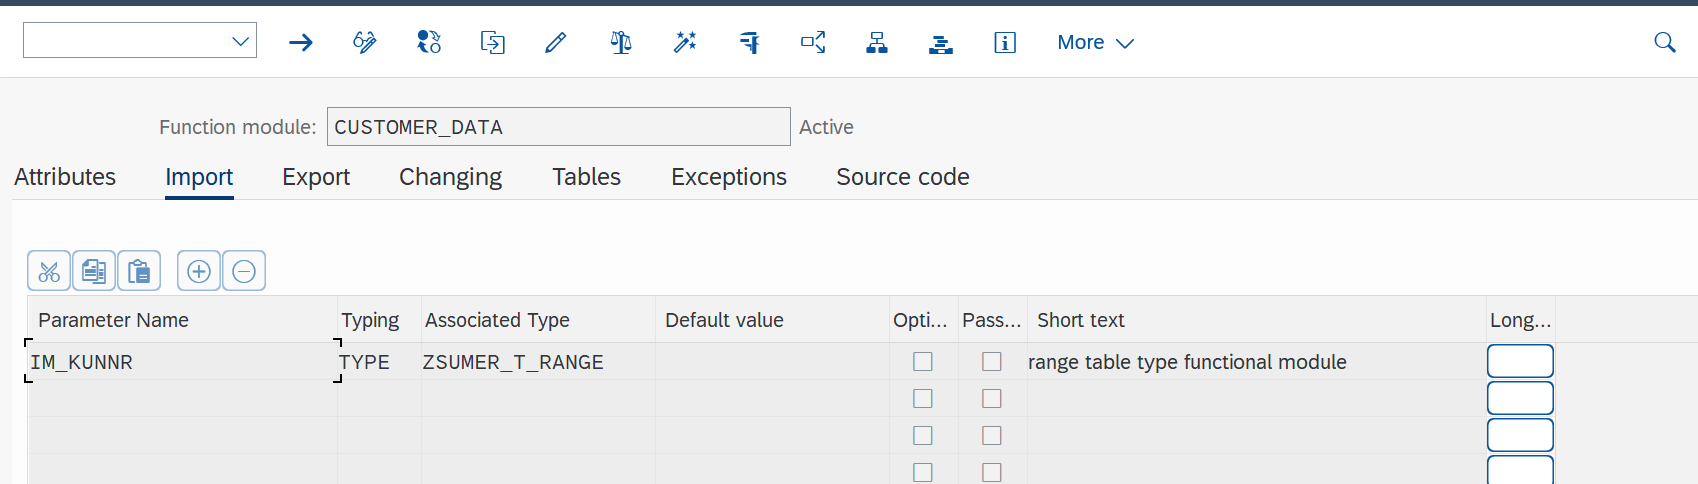 More
Function module: CUSTOMER_DATA Active
Attributes Import Export Changing Tables Exceptions Source code
Parameter Name Typing Associated Type Default value Opti... Pass... Short text Long...
IM_KUNNR TYPE ZSUMER_T_RANGE range table type functional module